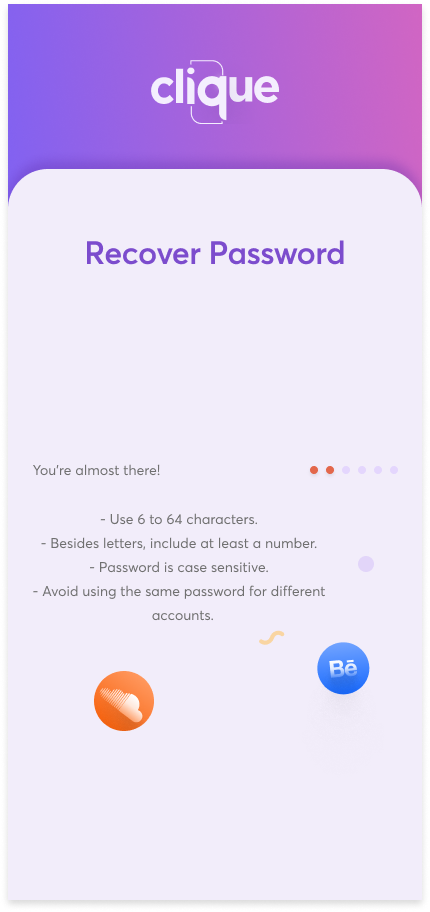 clique
Recover Password
You're almost there!
- Use 6 to 64 characters.
- Besides letters, include at least a number.
- Password is case sensitive.
- Avoid using the same password for different
accounts.
Bē